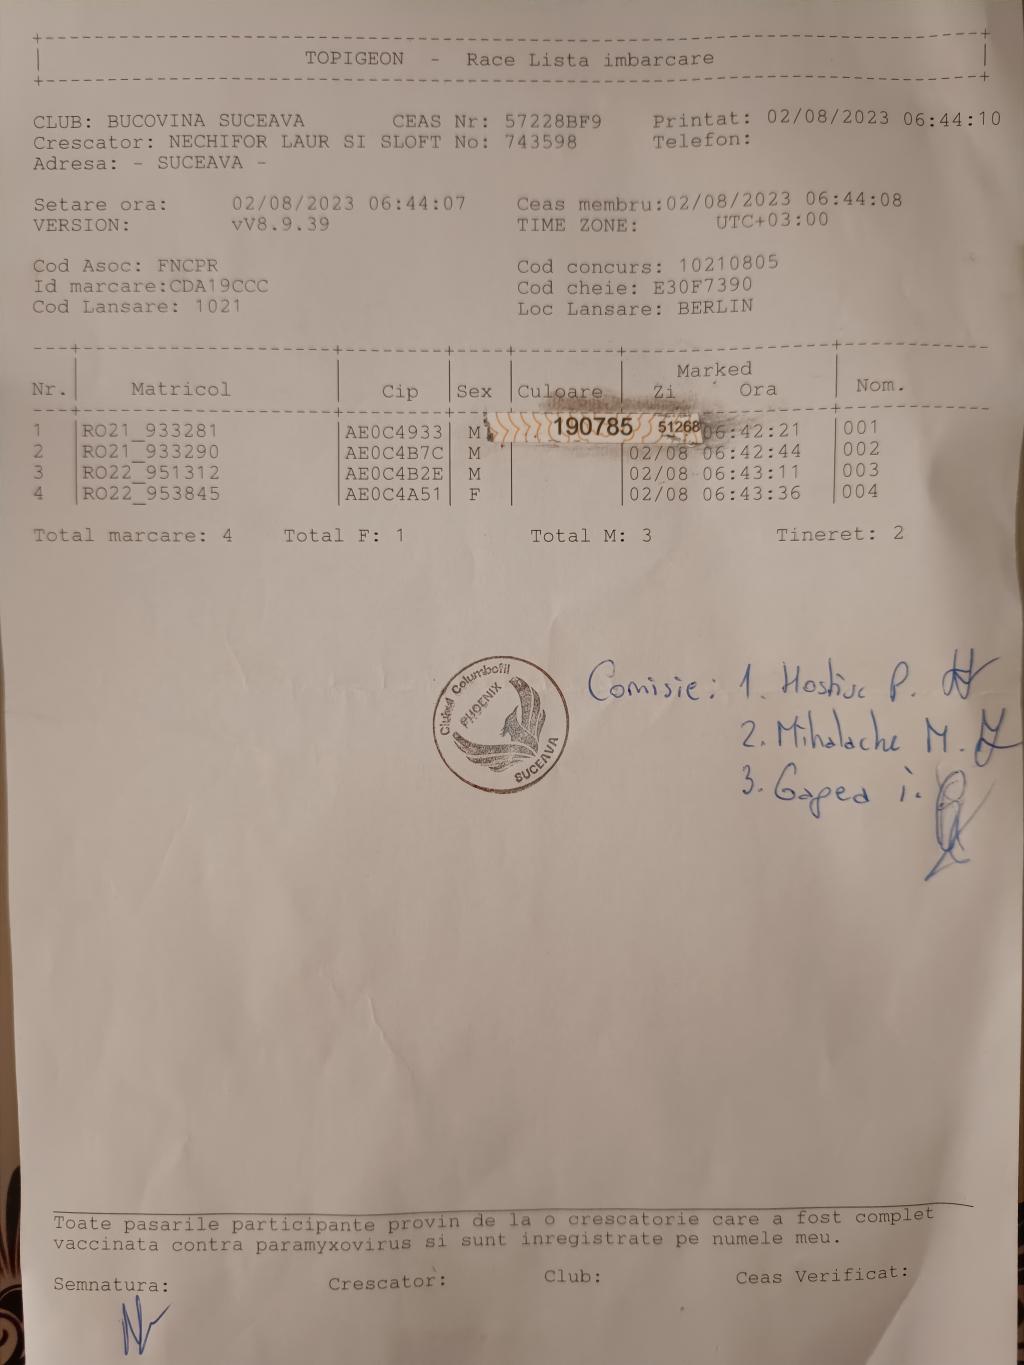 TOPIGEON - Race Lista imbarcare
CLUB: BUCOVINA SUCEAVA CEAS Nr: 57228BF9 Printat: 02/08/2023 06:44:10
Crescator: NECHIFOR LAUR SI SLOFT No: 743598 Telefon:
Adresa: - SUCEAVA -
Setare ora: 02/08/2023 06:44:07 Ceas membru:02/08/2023 06:44:08
VERSION: vV8.9.39 TIME ZONE: UTC+03:00
Cod Asoc: FNCPR Cod concurs: 10210805
Id marcare:CDA19CCC Cod cheie: E30F7390
Cod Lansare: 1021 Loc Lansare: BERLIN
Marked
Nr. Matricol Cip Sex Culoare Zi Ora Nom.
190785 51268
1 RO21_933281 AE0C4933 M 06:42:21 001
2 RO21_933290 AE0C4B7C M 02/08 06:42:44 002
3 RO22_951312 AE0C4B2E M 02/08 06:43:11 003
4 RO22_953845 AE0C4A51 F 02/08 06:43:36 004
Total marcare: 4 Total F: 1 Total M: 3 Tineret: 2
Clubul Columbofil
PHOENIX
SUCEAVA
Comisie: 1. Hostiuc P.
2. Mihalache M.
3. Gapea i.
Toate pasarile participante provin de la o crescatorie care a fost complet
vaccinata contra paramyxovirus si sunt inregistrate pe numele meu.
Semnatura: Crescator: Club: Ceas Verificat: